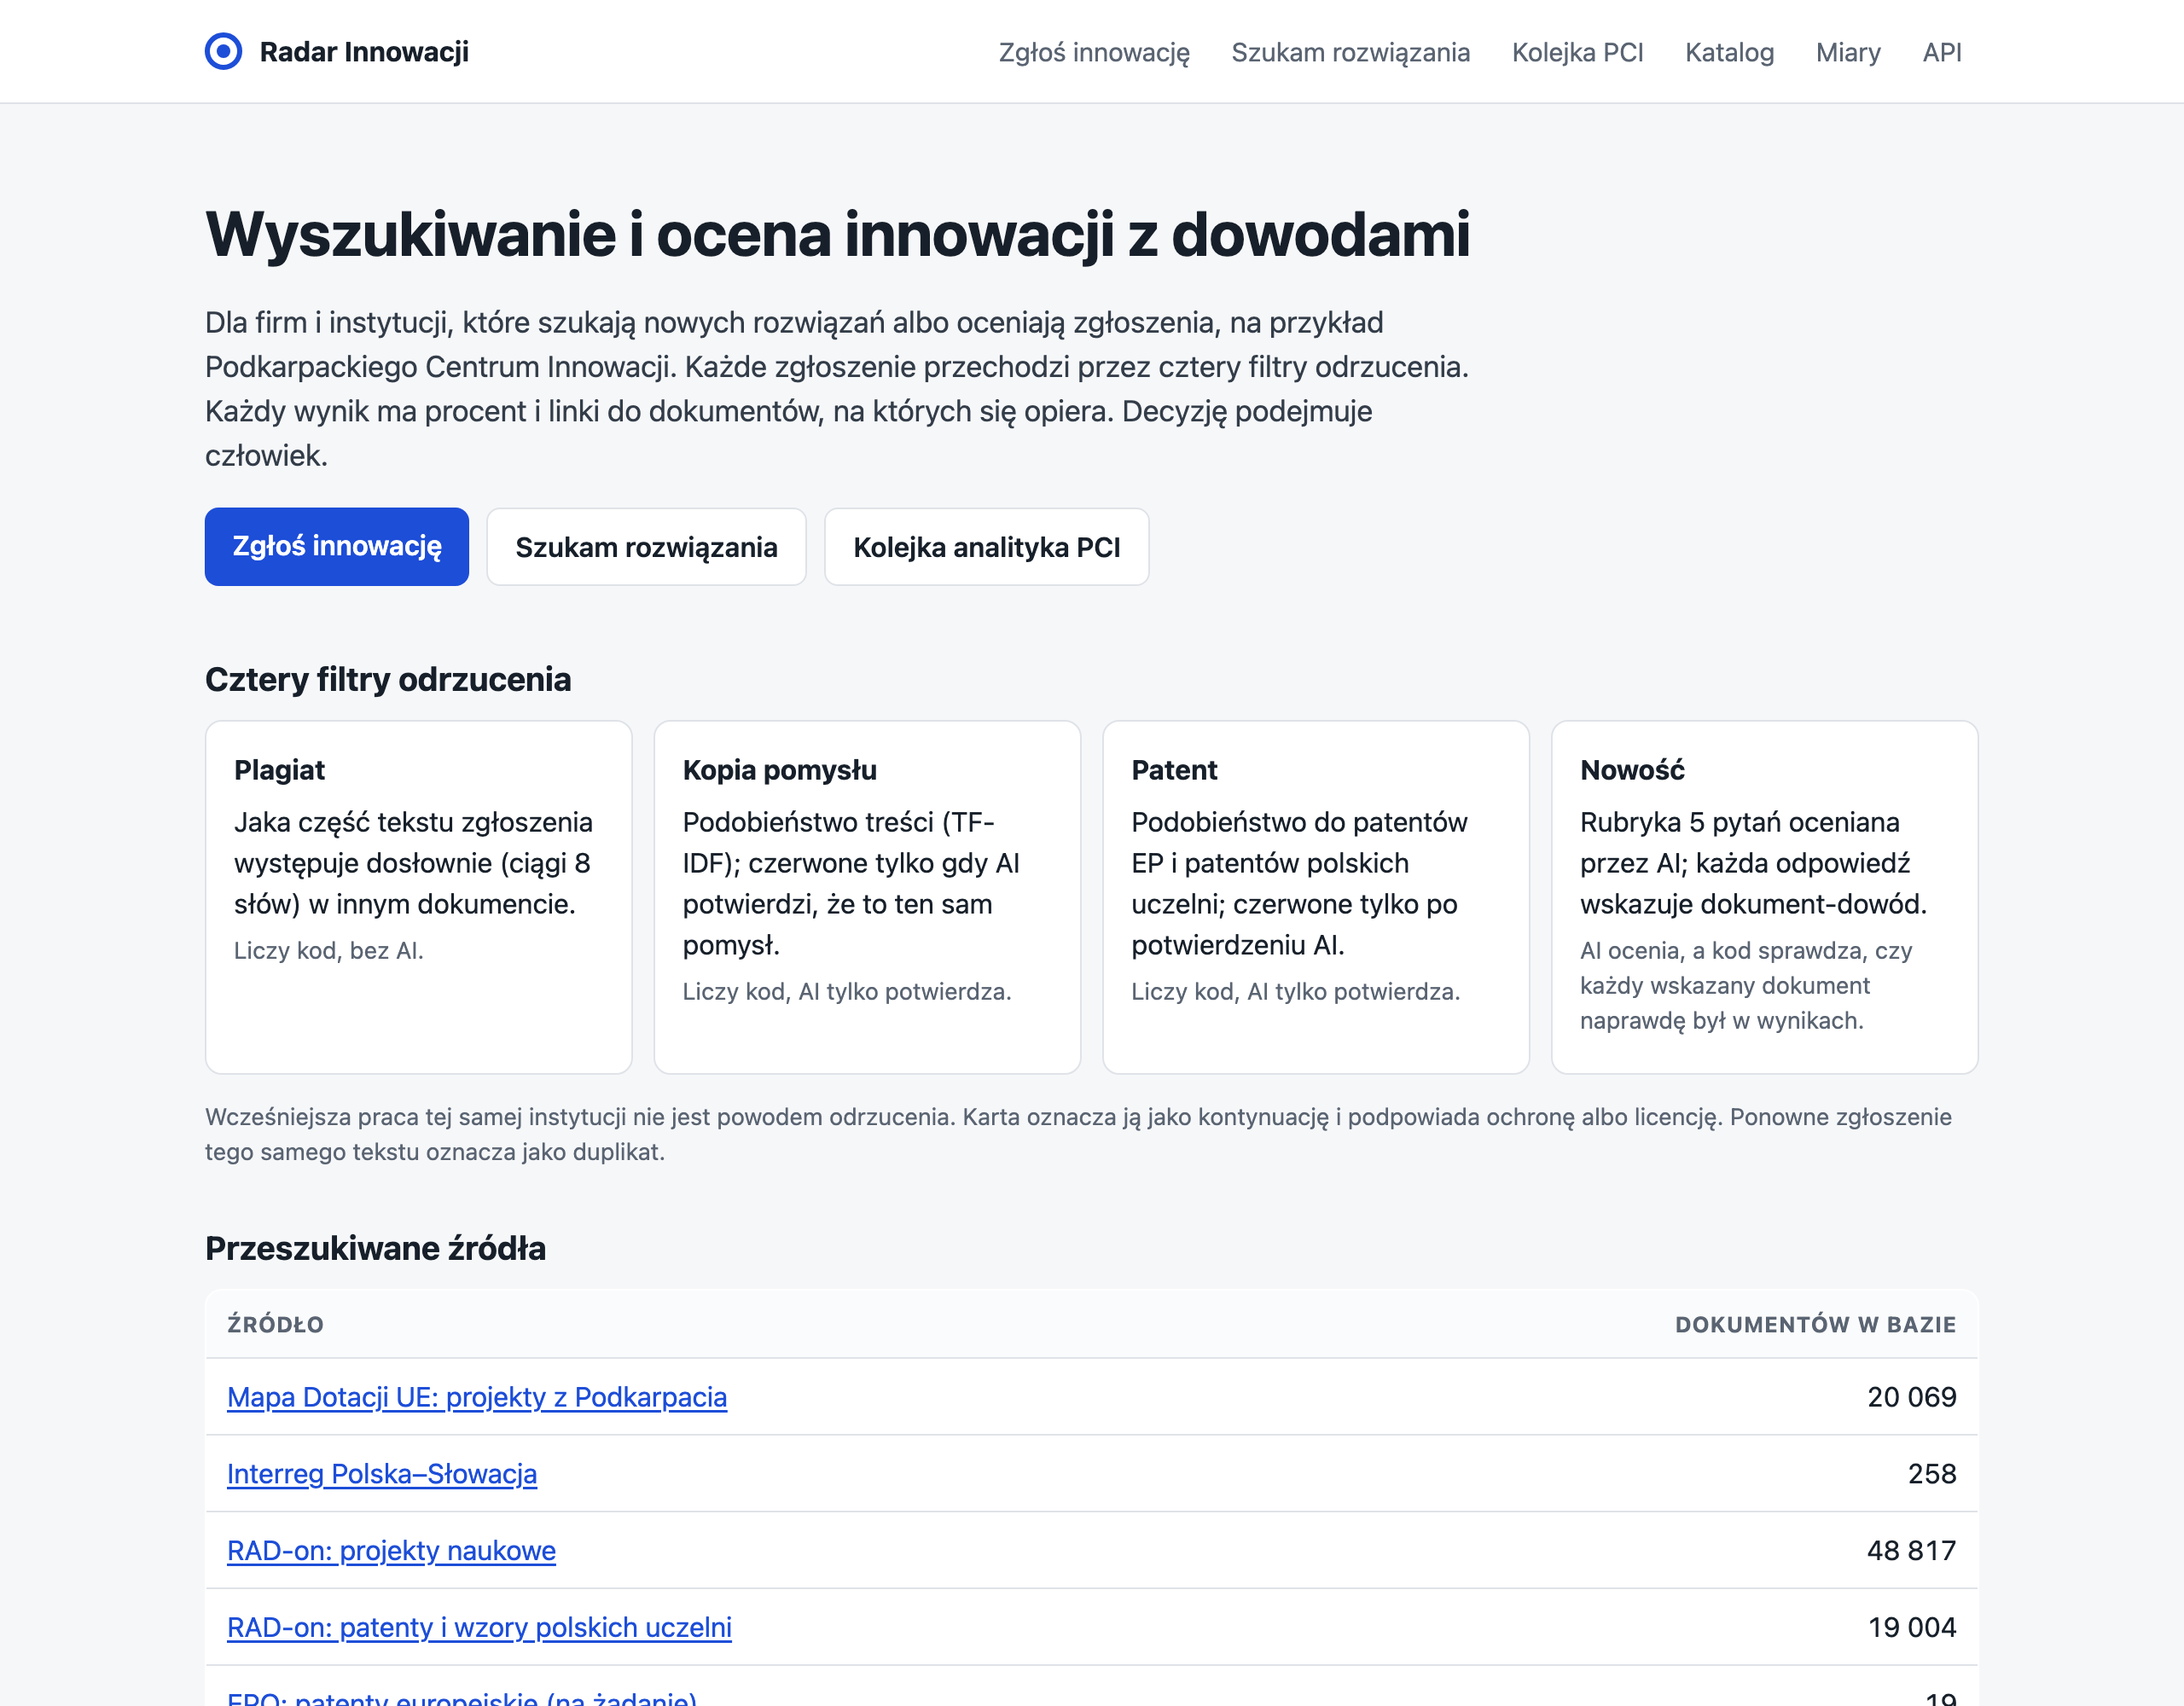 Radar Innowacji
Zgłoś innowację
Szukam rozwiązania
Kolejka PCI
Katalog
Miary
API
Wyszukiwanie i ocena innowacji z dowodami
Dla firm i instytucji, które szukają nowych rozwiązań albo oceniają zgłoszenia, na przykład
Podkarpackiego Centrum Innowacji. Każde zgłoszenie przechodzi przez cztery filtry odrzucenia.
Każdy wynik ma procent i linki do dokumentów, na których się opiera. Decyzję podejmuje
człowiek.
Zgłoś innowację
Szukam rozwiązania
Kolejka analityka PCI
Cztery filtry odrzucenia
Plagiat
Jaka część tekstu zgłoszenia
występuje dosłownie (ciągi 8
słów) w innym dokumencie.
Liczy kod, bez AI.
Kopia pomysłu
Podobieństwo treści (TF-
IDF); czerwone tylko gdy AI
potwierdzi, że to ten sam
pomysł.
Liczy kod, AI tylko potwierdza.
Patent
Podobieństwo do patentów
EP i patentów polskich
uczelni; czerwone tylko po
potwierdzeniu AI.
Liczy kod, AI tylko potwierdza.
Nowość
Rubryka 5 pytań oceniana
przez AI; każda odpowiedź
wskazuje dokument-dowód.
AI ocenia, a kod sprawdza, czy
każdy wskazany dokument
naprawdę był w wynikach.
Wcześniejsza praca tej samej instytucji nie jest powodem odrzucenia. Karta oznacza ją jako kontynuację i podpowiada ochronę albo licencję. Ponowne zgłoszenie
tego samego tekstu oznacza jako duplikat.
Przeszukiwane źródła
ŹRÓDŁO DOKUMENTÓW W BAZIE
Mapa Dotacji UE: projekty z Podkarpacia 20 069
Interreg Polska–Słowacja 258
RAD-on: projekty naukowe 48 817
RAD-on: patenty i wzory polskich uczelni 19 004
EPO: patenty europejskie (na żądanie) 19